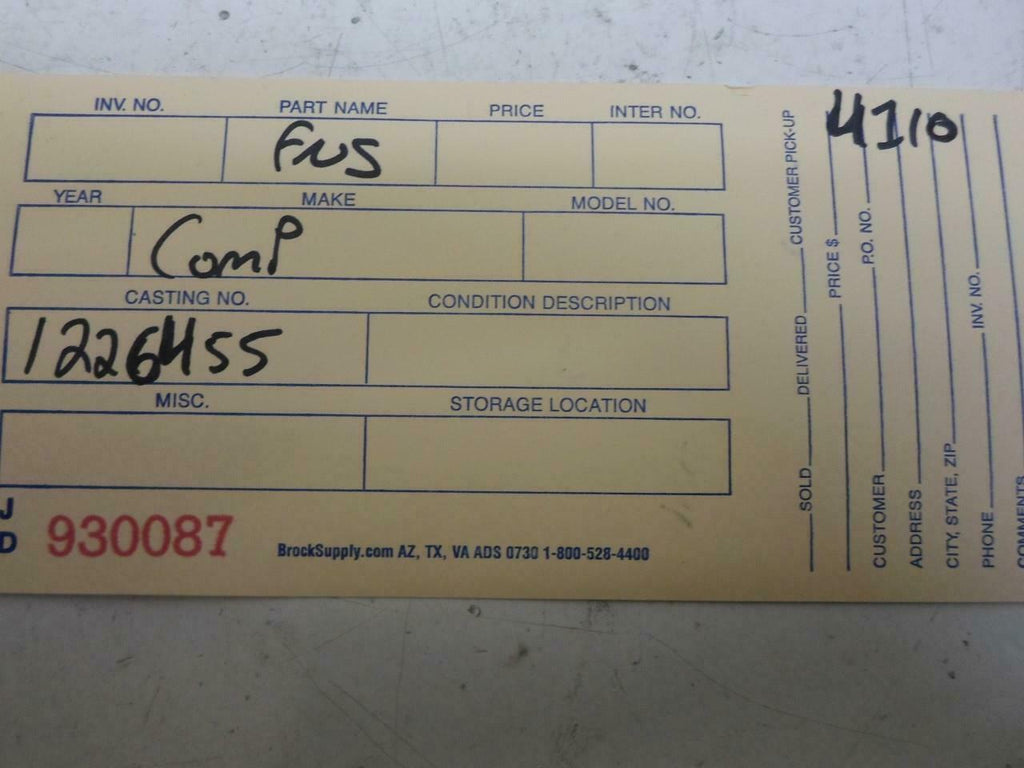 INV. NO. PART NAME PRICE INTER NO.
FNS
YEAR MAKE MODEL NO.
ComP
CASTING NO. CONDITION DESCRIPTION
1226455
MISC. STORAGE LOCATION
J
D
930087
BrockSupply.com AZ, TX, VA ADS 0730 1-800-528-4400
4110
SOLD DELIVERED CUSTOMER PICK-UP
PRICE $
CUSTOMER P.O. NO.
ADDRESS
CITY, STATE, ZIP
PHONE INV. NO.
COMMENTS